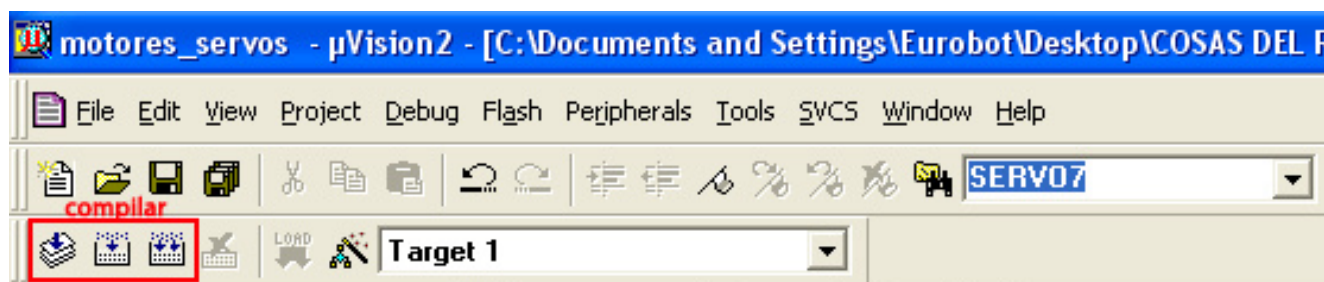 motores_servos - µVision2 - [C:\Documents and Settings\Eurobot\Desktop\COSAS DEL
File Edit View Project Debug Flash Peripherals Tools SVCS Window Help
SERVO7
compilar
LOAD Target 1